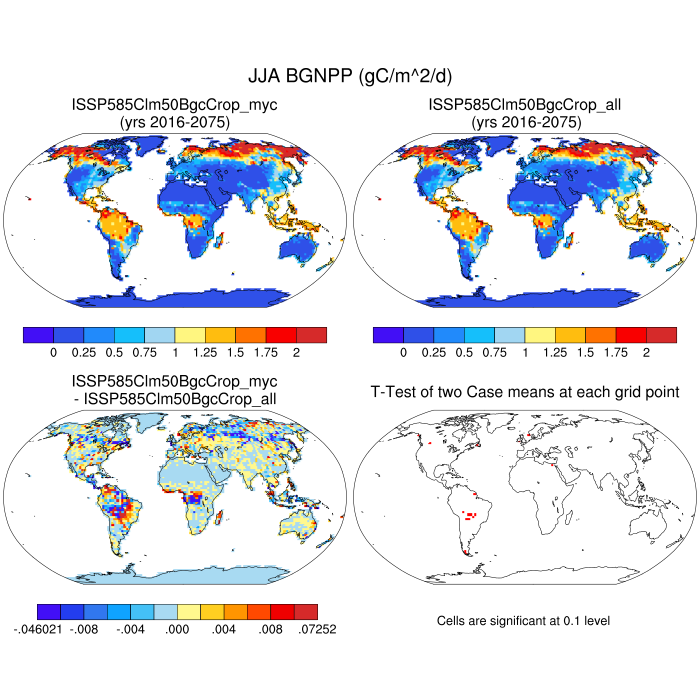 JJA BGNPP (gC/m^2/d)
ISSP585Clm50BgcCrop_myc
(yrs 2016-2075)
ISSP585Clm50BgcCrop_all
(yrs 2016-2075)
0 0.25 0.5 0.75 1 1.25 1.5 1.75 2
0 0.25 0.5 0.75 1 1.25 1.5 1.75 2
ISSP585Clm50BgcCrop_myc
- ISSP585Clm50BgcCrop_all
T-Test of two Case means at each grid point
-.046021 -.008 -.004 .000 .004 .008 .07252
Cells are significant at 0.1 level